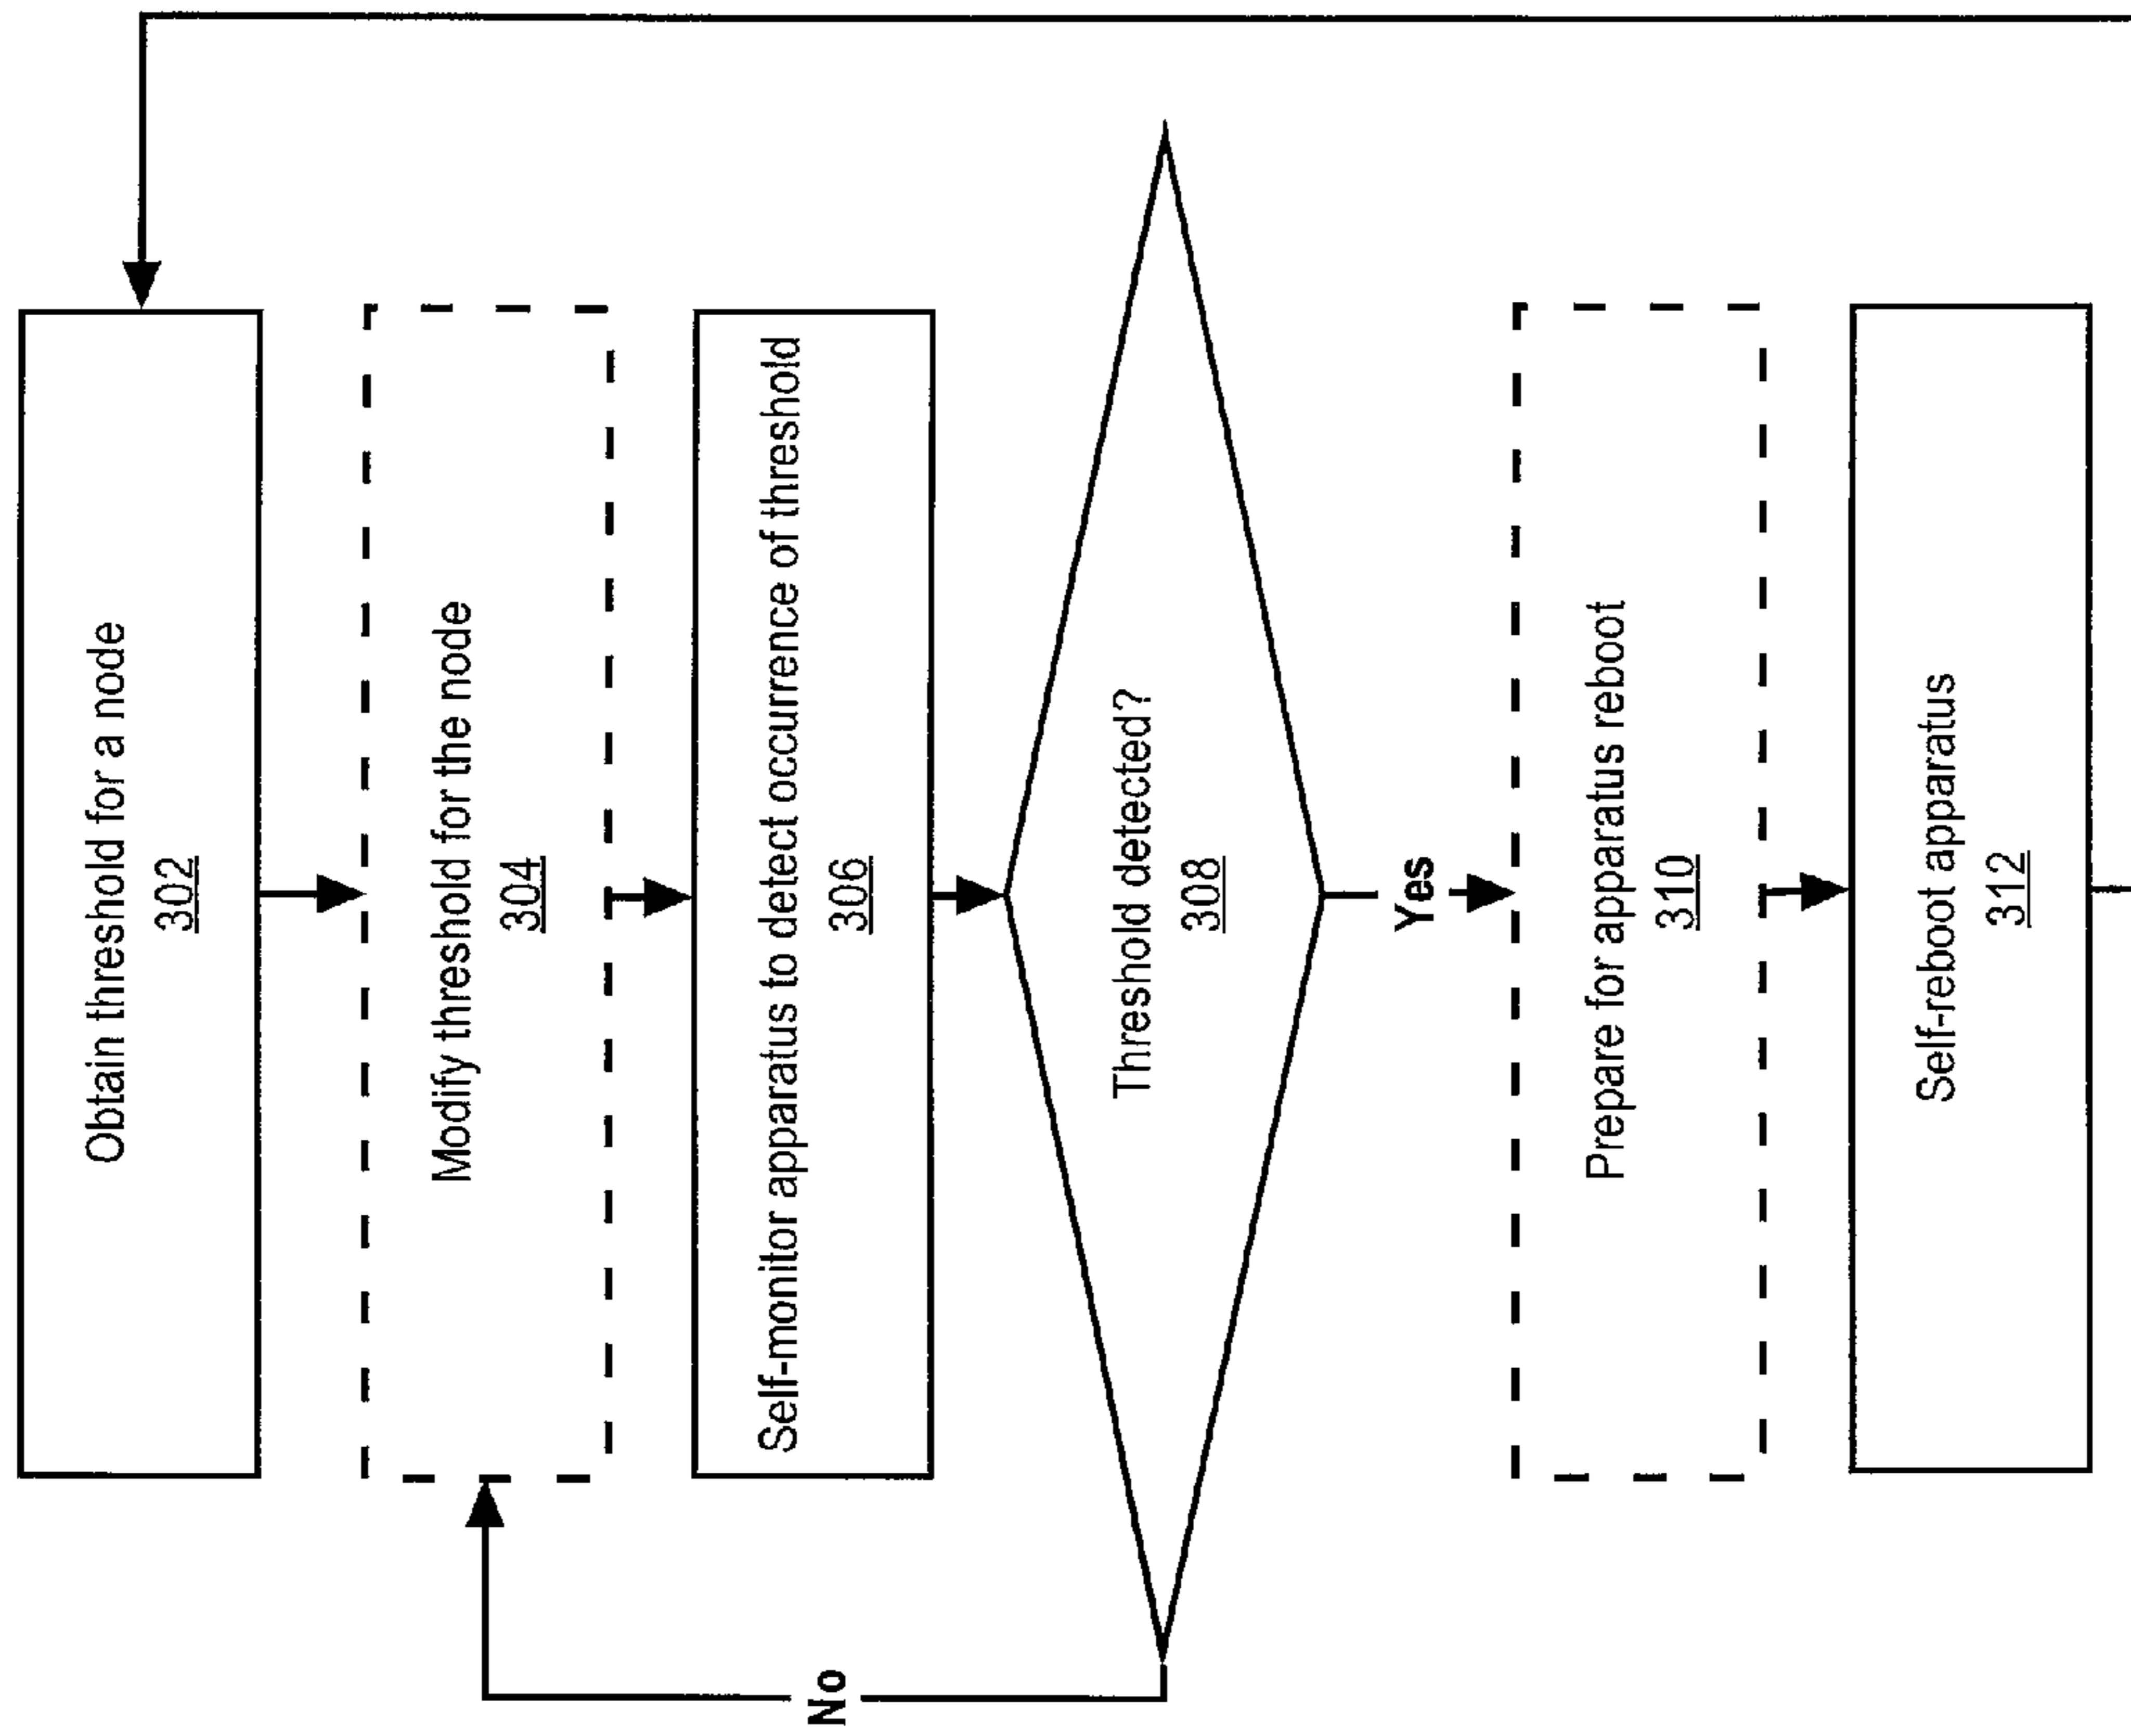 Obtain threshold for a node
302
Modify threshold for the node
304
Self-monitor apparatus to detect occurrence of threshold
306
Threshold detected?
308
No
Yes
Prepare for apparatus reboot
310
Self-reboot apparatus
312